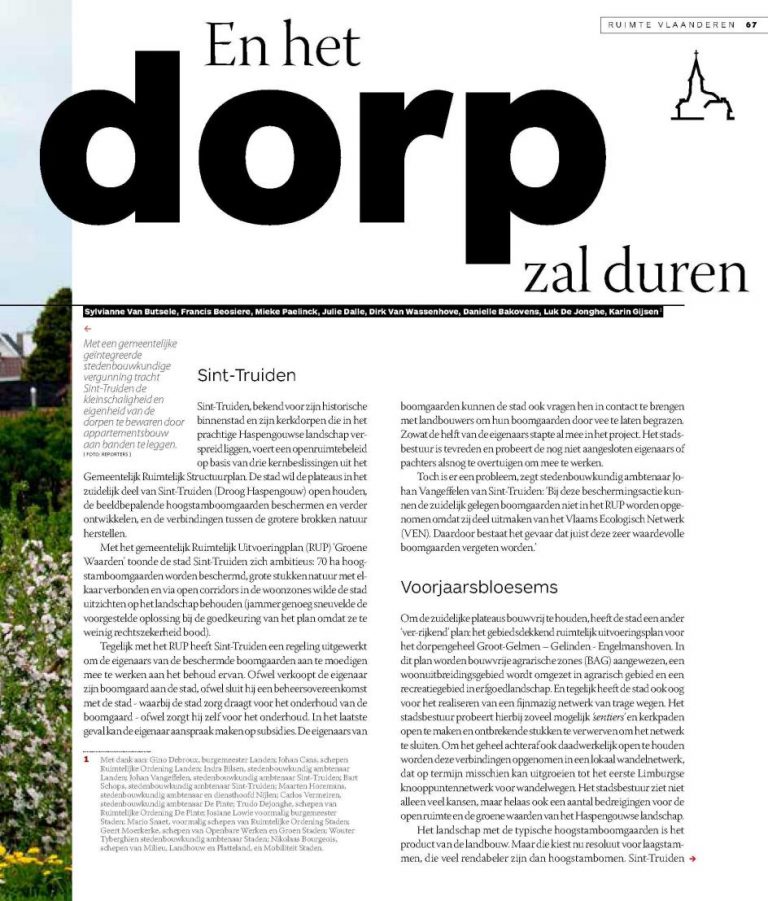 RUIMTE VLAANDEREN 67
En het
dorp
zal duren
Sylvianne Van Butsele, Francis Beosiere, Mieke Paelinck, Julie Dalle, Dirk Van Wassenhove, Danielle Bakovens, Luk De Jonghe, Karin Gijsen 1
←
Met een gemeentelijke
geïntegreerde
stedenbouwkundige
vergunning tracht
Sint-Truiden de
kleinschaligheid en
eigenheid van de
dorpen te bewaren door
appartementsbouw
aan banden te leggen.
[FOTO: REPORTERS]
Sint-Truiden
Sint-Truiden, bekend voor zijn historische
binnenstad en zijn kerkdorpen die in het
prachtige Haspengouwse landschap ver-
spreid liggen, voert een openruimtebeleid
op basis van drie kernbeslissingen uit het
Gemeentelijk Ruimtelijk Structuurplan. De stad wil de plateaus in het
zuidelijk deel van Sint-Truiden (Droog Haspengouw) open houden,
de beeldbepalende hoogstamboomgaarden beschermen en verder
ontwikkelen, en de verbindingen tussen de grotere brokken natuur
herstellen.
Met het gemeentelijk Ruimtelijk Uitvoeringplan (RUP) 'Groene
Waarden' toonde de stad Sint-Truiden zich ambitieus: 70 ha hoog-
stamboomgaarden worden beschermd, grote stukken natuur met el-
kaar verbonden en via open corridors in de woonzones wilde de stad
uitzichten op het landschap behouden (jammer genoeg sneuvelde de
voorgestelde oplossing bij de goedkeuring van het plan omdat ze te
weinig rechtszekerheid bood).
Tegelijk met het RUP heeft Sint-Truiden een regeling uitgewerkt
om de eigenaars van de beschermde boomgaarden aan te moedigen
mee te werken aan het behoud ervan. Ofwel verkoopt de eigenaar
zijn boomgaard aan de stad, ofwel sluit hij een beheersovereenkomst
met de stad - waarbij de stad zorg draagt voor het onderhoud van de
boomgaard - ofwel zorgt hij zelf voor het onderhoud. In het laatste
geval kan de eigenaar aanspraak maken op subsidies. De eigenaars van
1 Met dank aan: Gino Debroux, burgemeester Landen; Johan Cans, schepen
Ruimtelijke Ordening Landen; Indra Bilsen, stedenbouwkundig ambtenaar
Landen; Johan Vangeffelen, stedenbouwkundig ambtenaar Sint-Truiden; Bart
Schops, stedenbouwkundig ambtenaar Sint-Truiden; Maarten Horemans,
stedenbouwkundig ambtenaar en diensthoofd Nijlen; Carlos Vermeiren,
stedenbouwkundig ambtenaar De Pinte; Trudo Dejonghe, schepen van
Ruimtelijke Ordening De Pinte; Josiane Lowie voormalig burgemeester
Staden; Mario Snaet, voormalig schepen van Ruimtelijke Ordening Staden;
Geert Moerkerke, schepen van Openbare Werken en Groen Staden; Wouter
Tyberghien stedenbouwkundig ambtenaar Staden; Nikolaas Bourgeois,
schepen van Milieu, Landbouw en Platteland, en Mobiliteit Staden.
boomgaarden kunnen de stad ook vragen hen in contact te brengen
met landbouwers om hun boomgaarden door vee te laten begrazen.
Zowat de helft van de eigenaars stapte al mee in het project. Het stads-
bestuur is tevreden en probeert de nog niet aangesloten eigenaars of
pachters alsnog te overtuigen om mee te werken.
Toch is er een probleem, zegt stedenbouwkundig ambtenaar Jo-
han Vangeffelen van Sint-Truiden: 'Bij deze beschermingsactie kun-
nen de zuidelijk gelegen boomgaarden niet in het RUP worden opge-
nomen omdat zij deel uitmaken van het Vlaams Ecologisch Netwerk
(VEN). Daardoor bestaat het gevaar dat juist deze zeer waardevolle
boomgaarden vergeten worden.'
Voorjaarsbloesems
Om de zuidelijke plateaus bouwvrij te houden, heeft de stad een ander
'ver-rijkend' plan: het gebiedsdekkend ruimtelijk uitvoeringsplan voor
het dorpengeheel Groot-Gelmen – Gelinden - Engelmanshoven. In
dit plan worden bouwvrije agrarische zones (BAG) aangewezen, een
woonuitbreidingsgebied wordt omgezet in agrarisch gebied en een
recreatiegebied in erfgoedlandschap. En tegelijk heeft de stad ook oog
voor het realiseren van een fijnmazig netwerk van trage wegen. Het
stadsbestuur probeert hierbij zoveel mogelijk 'sentiers' en kerkpaden
open te maken en ontbrekende stukken te verwerven om het netwerk
te sluiten. Om het geheel achteraf ook daadwerkelijk open te houden
worden deze verbindingen opgenomen in een lokaal wandelnetwerk,
dat op termijn misschien kan uitgroeien tot het eerste Limburgse
knooppuntennetwerk voor wandelwegen. Het stadsbestuur ziet niet
alleen veel kansen, maar helaas ook een aantal bedreigingen voor de
open ruimte en de groene waarden van het Haspengouwse landschap.
Het landschap met de typische hoogstamboomgaarden is het
product van de landbouw. Maar die kiest nu resoluut voor laagstam-
men, die veel rendabeler zijn dan hoogstambomen. Sint-Truiden →